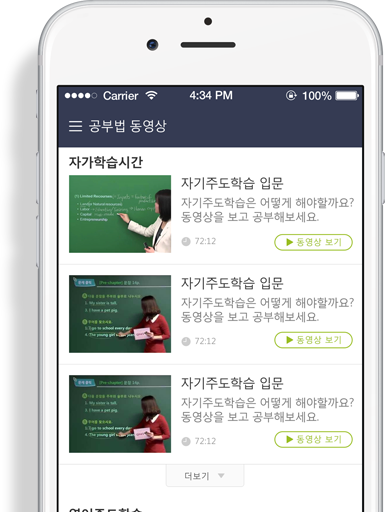 Carrier 4:34 PM 100%
공부법 동영상
자가학습시간
자기주도학습 입문
자기주도학습은 어떻게 해야할까요?
동영상을 보고 공부해보세요.
72:12
동영상 보기
자기주도학습 입문
자기주도학습은 어떻게 해야할까요?
동영상을 보고 공부해보세요.
72:12
동영상 보기
자기주도학습 입문
자기주도학습은 어떻게 해야할까요?
동영상을 보고 공부해보세요.
72:12
동영상 보기
더보기